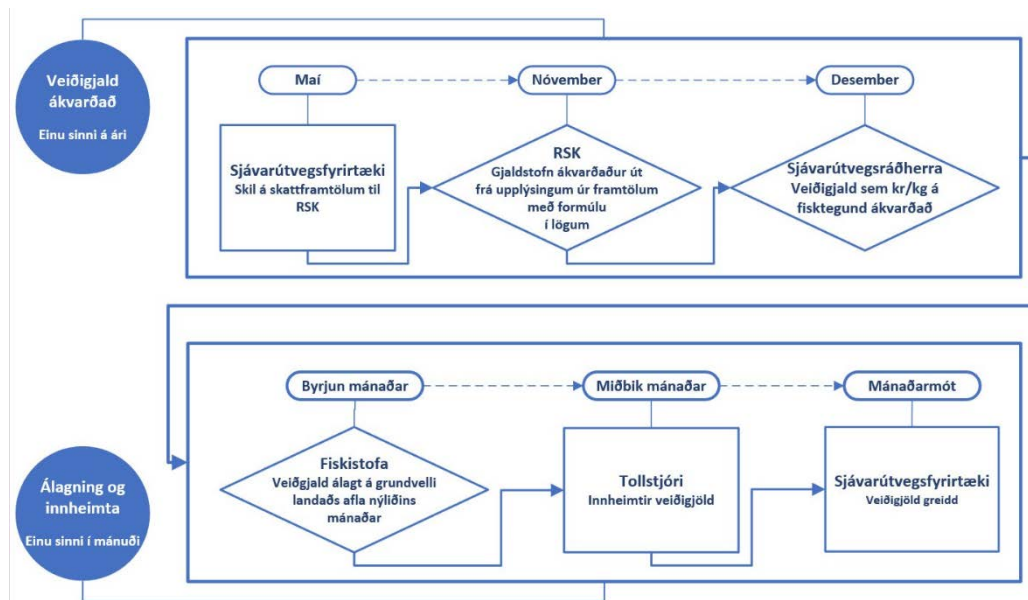 Veiðigjald
ákvarðað
Einu sinni á ári
Maí
Nóvember
Desember
Sjávarútvegsfyrirtæki
Skil á skattframtölum til
RSK
RSK
Gjaldstofn ákvarðaður út
frá upplýsingum úr framtölum
með formúlu
í lögum
Sjávarútvegsráðherra
Veiðigjald sem kr/kg á
fisktegund ákvarðað
Álagning og
innheimta
Einu sinni í mánuði
Byrjun mánaðar
Miðbik mánaðar
Mánaðarmót
Fiskistofa
Veiðgjald álagt á grundvelli
landaðs afla nýliðins
mánaðar
Tollstjóri
Innheimtir veiðigjöld
Sjávarútvegsfyrirtæki
Veiðigjöld greidd